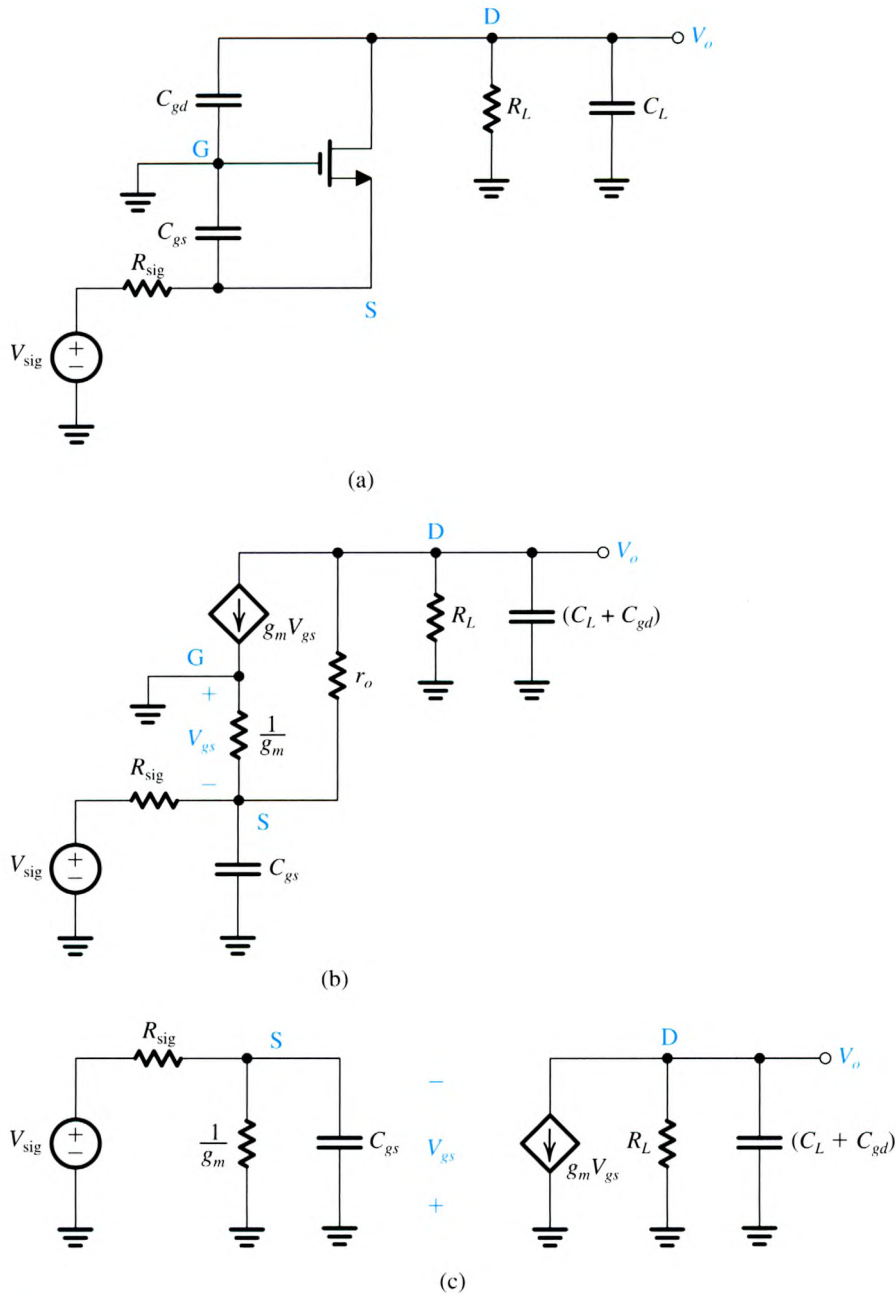 D
V_o
C_gd
R_L
C_L
G
C_gs
R_sig
S
V_sig
+
−
(a)
D
V_o
g_m V_gs
R_L
(C_L + C_gd)
G
r_o
+
V_gs
1/g_m
R_sig
−
S
V_sig
+
−
C_gs
(b)
R_sig
S
D
V_o
−
V_sig
+
−
1/g_m
C_gs
V_gs
g_m V_gs
R_L
(C_L + C_gd)
+
(c)